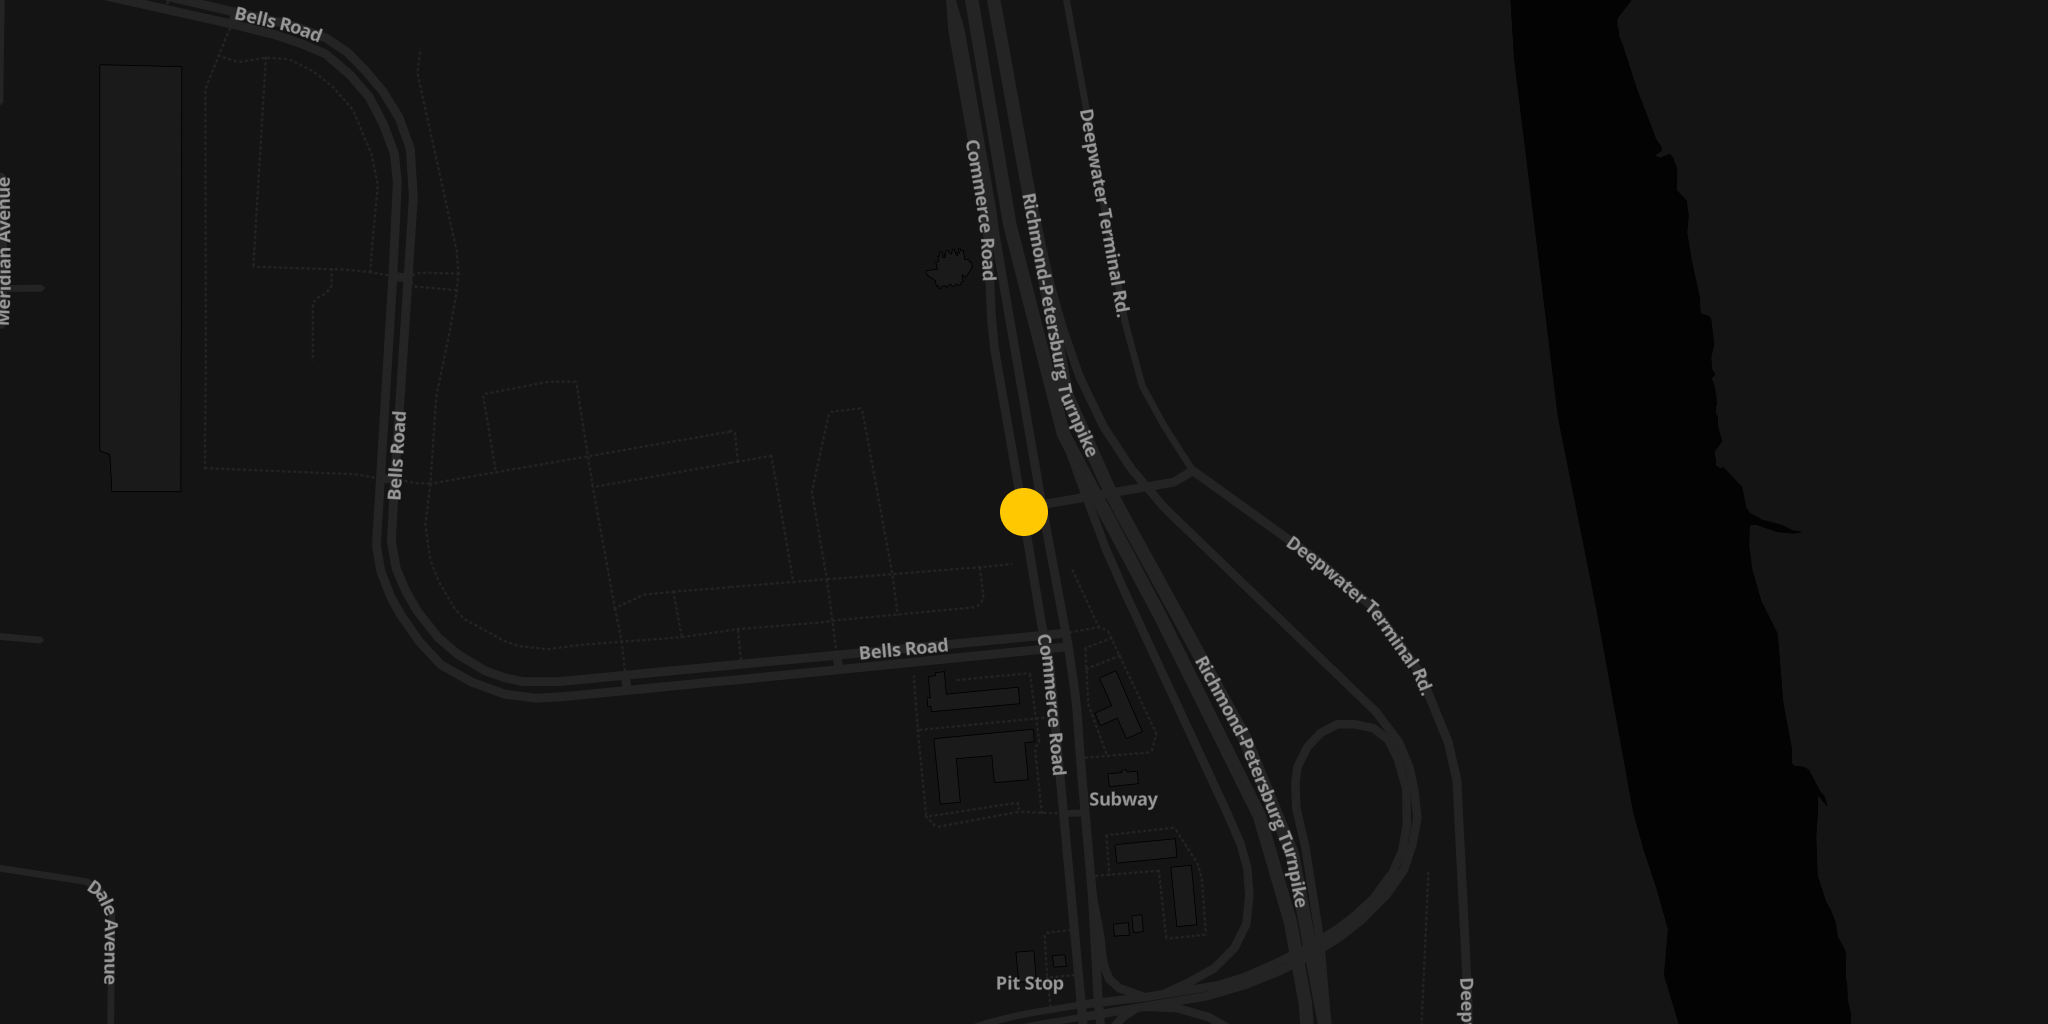 Bells Road
Commerce Road
Deepwater Terminal Rd.
Meridian Avenue
Richmond-Petersburg Turnpike
Bells Road
Deepwater Terminal Rd.
Bells Road
Commerce Road
Richmond-Petersburg Turnpike
Subway
Dale Avenue
Pit Stop
Deep